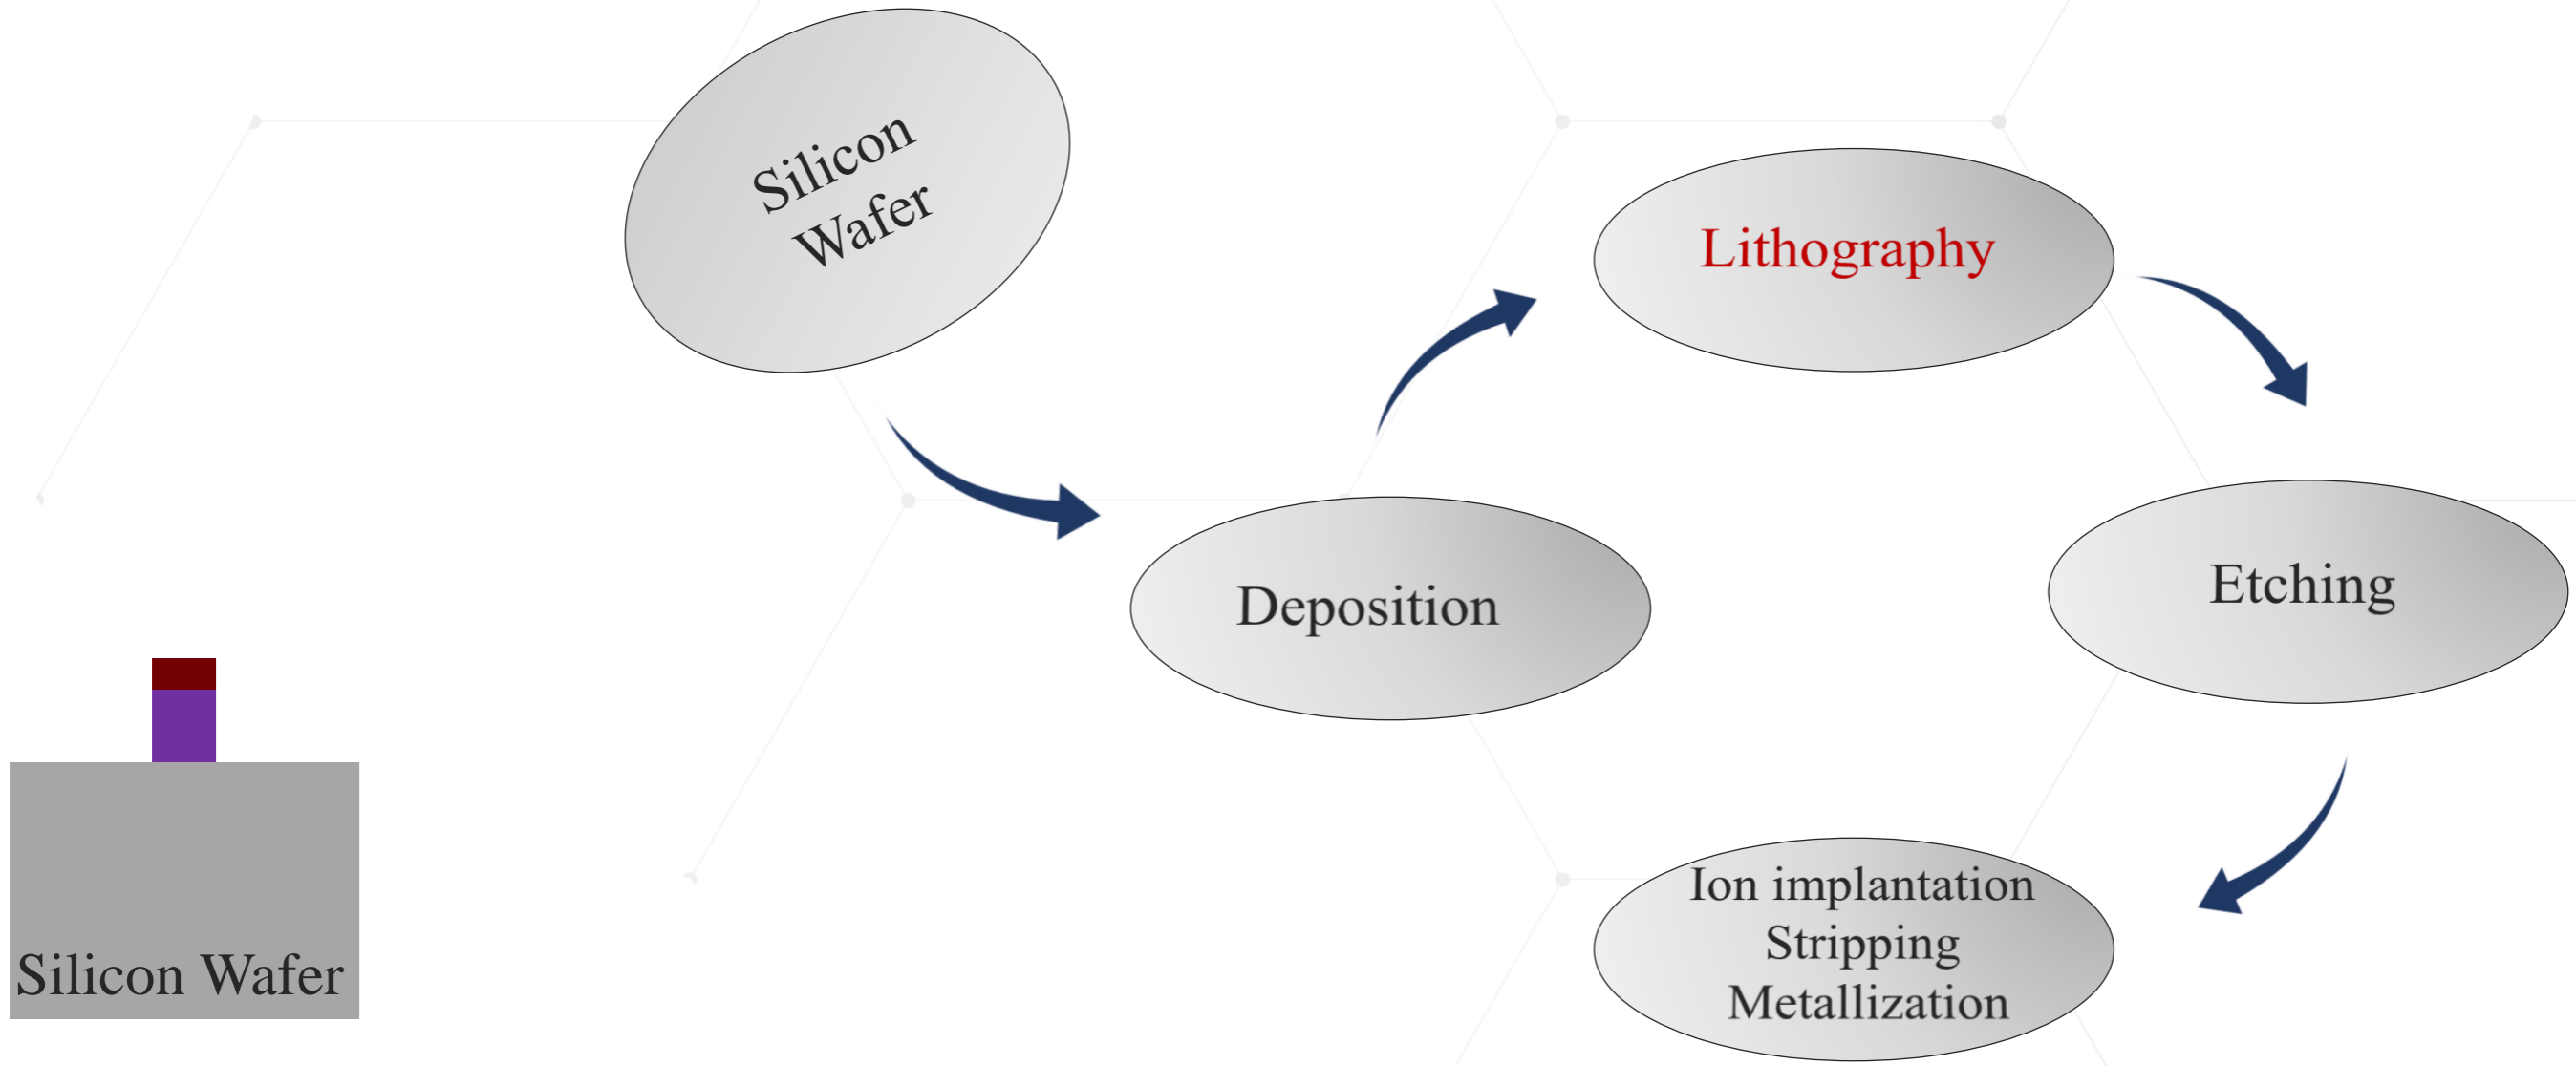 Silicon
Wafer
Lithography
Deposition
Etching
Ion implantation
Stripping
Metallization
Silicon Wafer